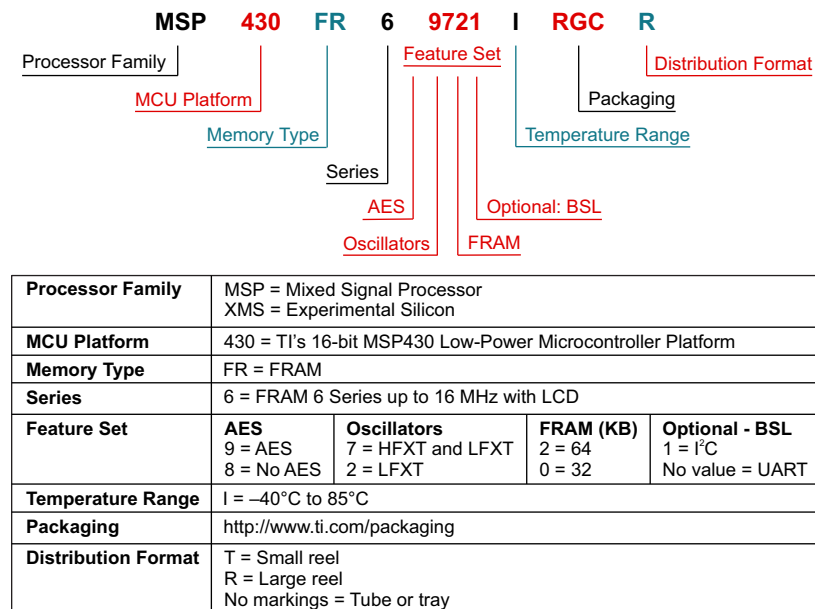 MSP 430 FR 6 9721 I RGC R
Processor Family
Feature Set
Distribution Format
MCU Platform
Packaging
Memory Type
Temperature Range
Series
AES
Optional: BSL
Oscillators
FRAM
Processor Family
MSP = Mixed Signal Processor
XMS = Experimental Silicon
MCU Platform
430 = TI's 16-bit MSP430 Low-Power Microcontroller Platform
Memory Type
FR = FRAM
Series
6 = FRAM 6 Series up to 16 MHz with LCD
Feature Set
AES
9 = AES
8 = No AES
Oscillators
7 = HFXT and LFXT
2 = LFXT
FRAM (KB)
2 = 64
0 = 32
Optional - BSL
1 = I²C
No value = UART
Temperature Range
I = –40°C to 85°C
Packaging
http://www.ti.com/packaging
Distribution Format
T = Small reel
R = Large reel
No markings = Tube or tray